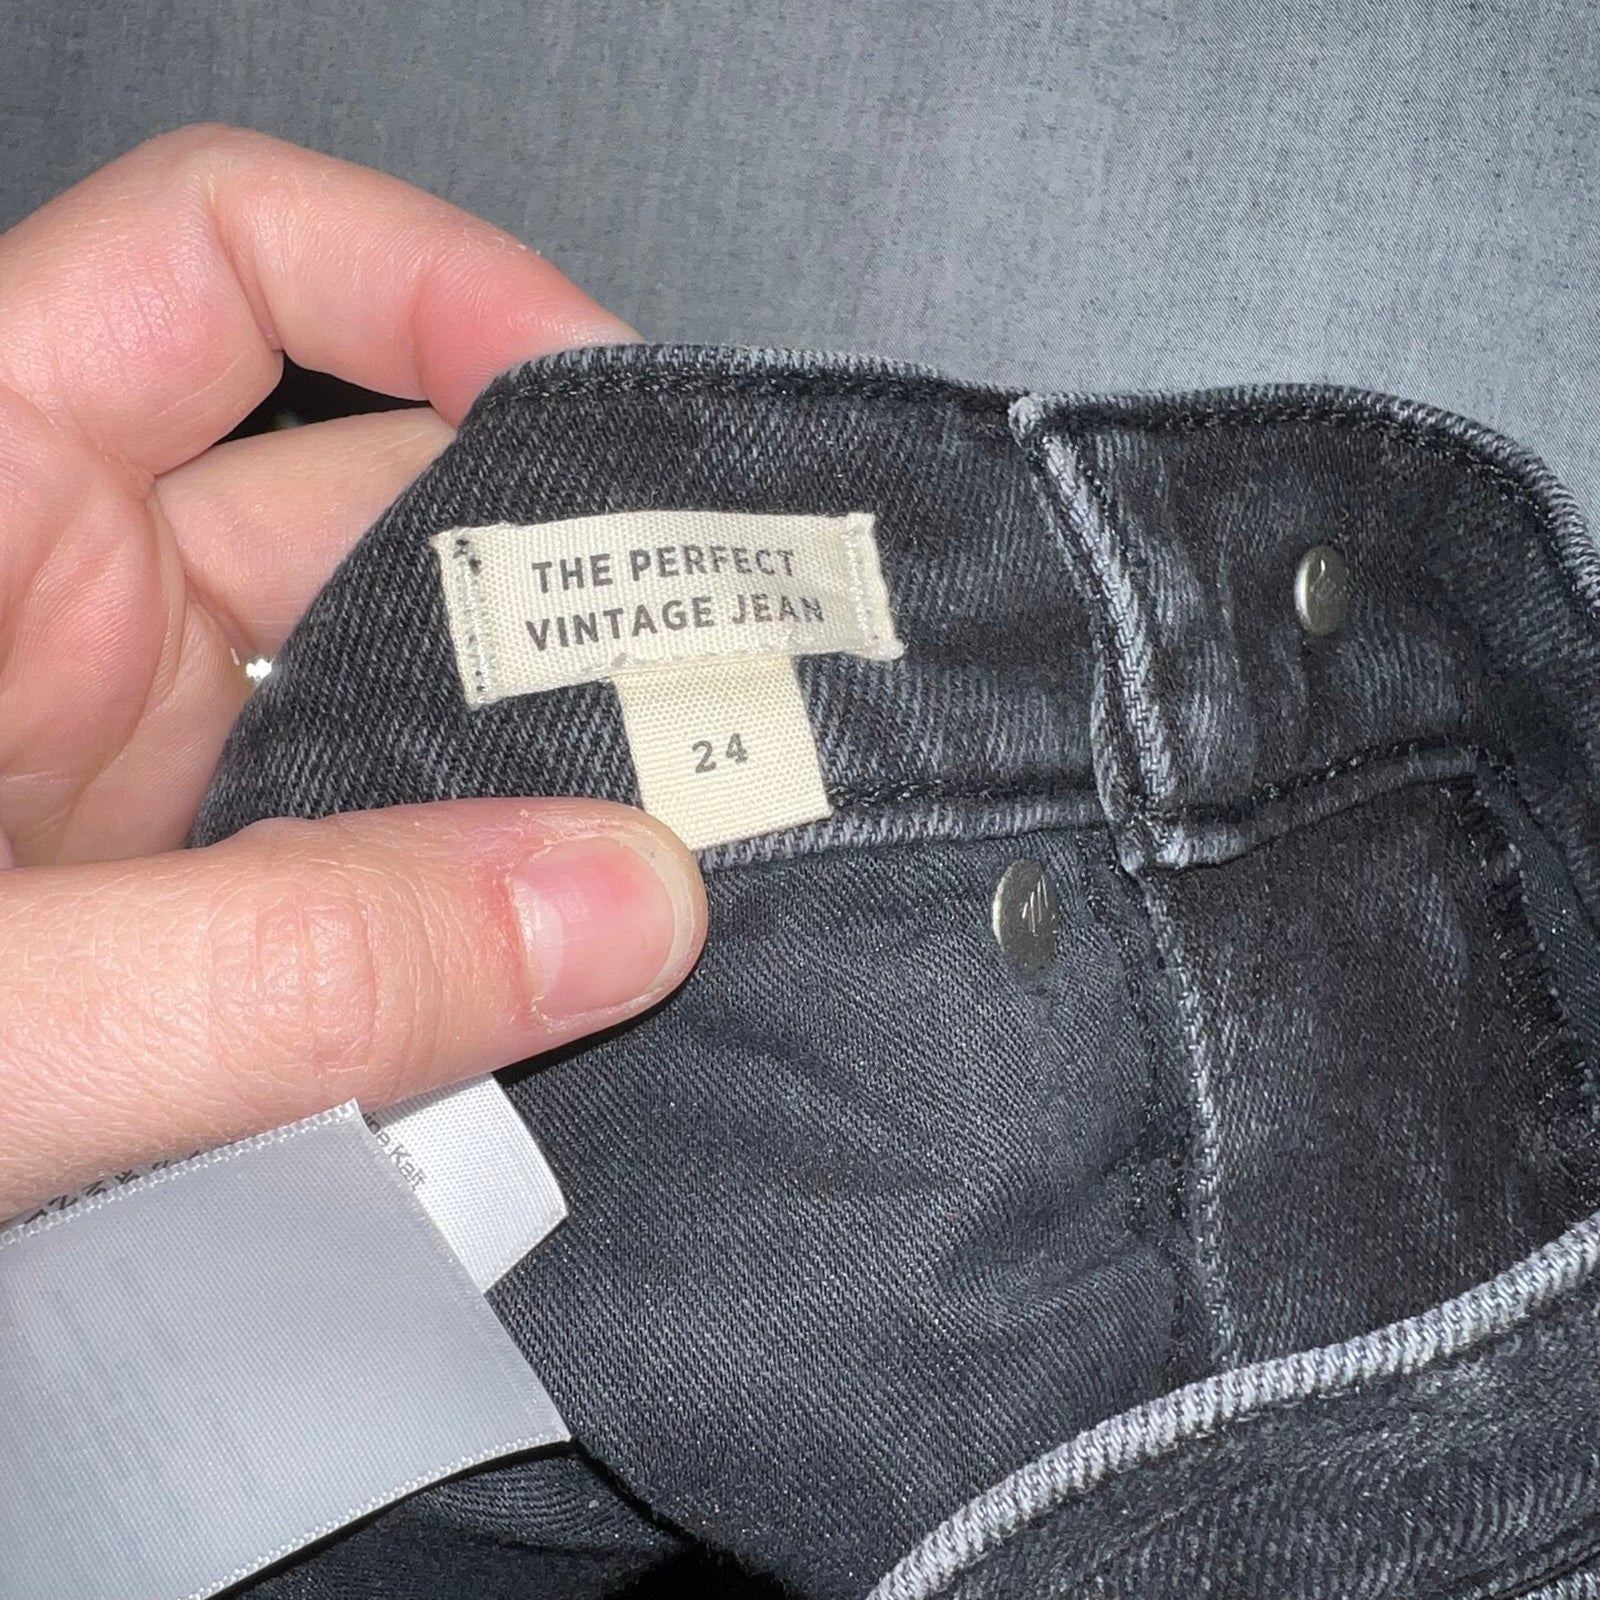 THE PERFECT
VINTAGE JEAN
24